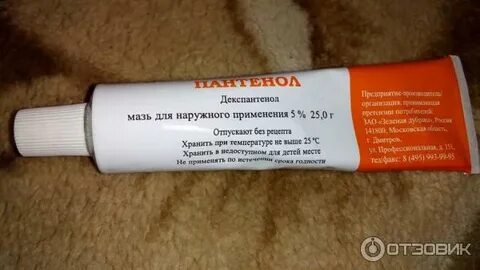 ПАНТЕНОЛ
Декспантенол
мазь для наружного применения 5% 25,0 г
Отпускают без рецепта
Хранить при температуре не выше 25°С
Хранить в недоступном для детей месте
Не применять по истечении срока годности
Предприятие-производитель/
организация, принимающая
претензии потребителей:
ЗАО «Зеленая дубрава», Россия
141800, Московская область,
г. Дмитров,
ул. Профессиональная, д. 151,
тел/факс: 8 (495) 993-99-95
ОТЗОВИК